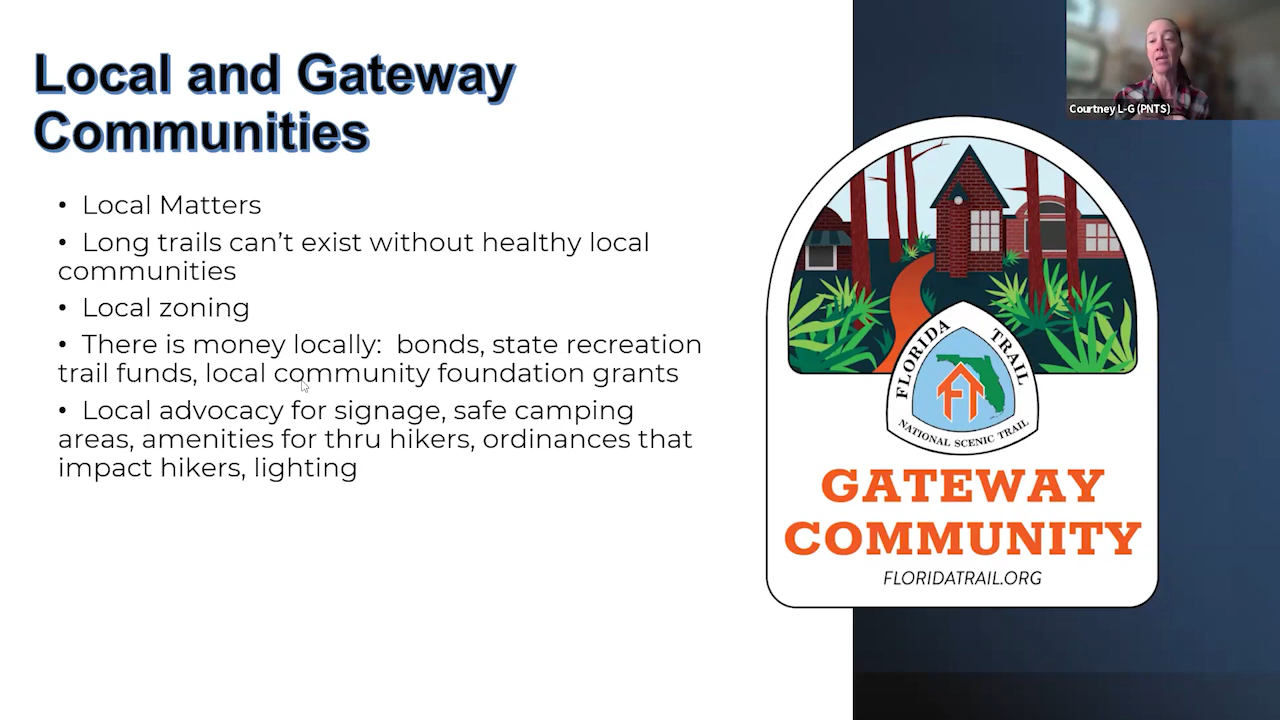 Local and Gateway
Communities
• Local Matters
• Long trails can’t exist without healthy local
communities
• Local zoning
• There is money locally:  bonds, state recreation
trail funds, local community foundation grants
• Local advocacy for signage, safe camping
areas, amenities for thru hikers, ordinances that
impact hikers, lighting
Courtney L-G (PNTS)
FLORIDA TRAIL
FT
NATIONAL SCENIC TRAIL
GATEWAY
COMMUNITY
FLORIDATRAIL.ORG